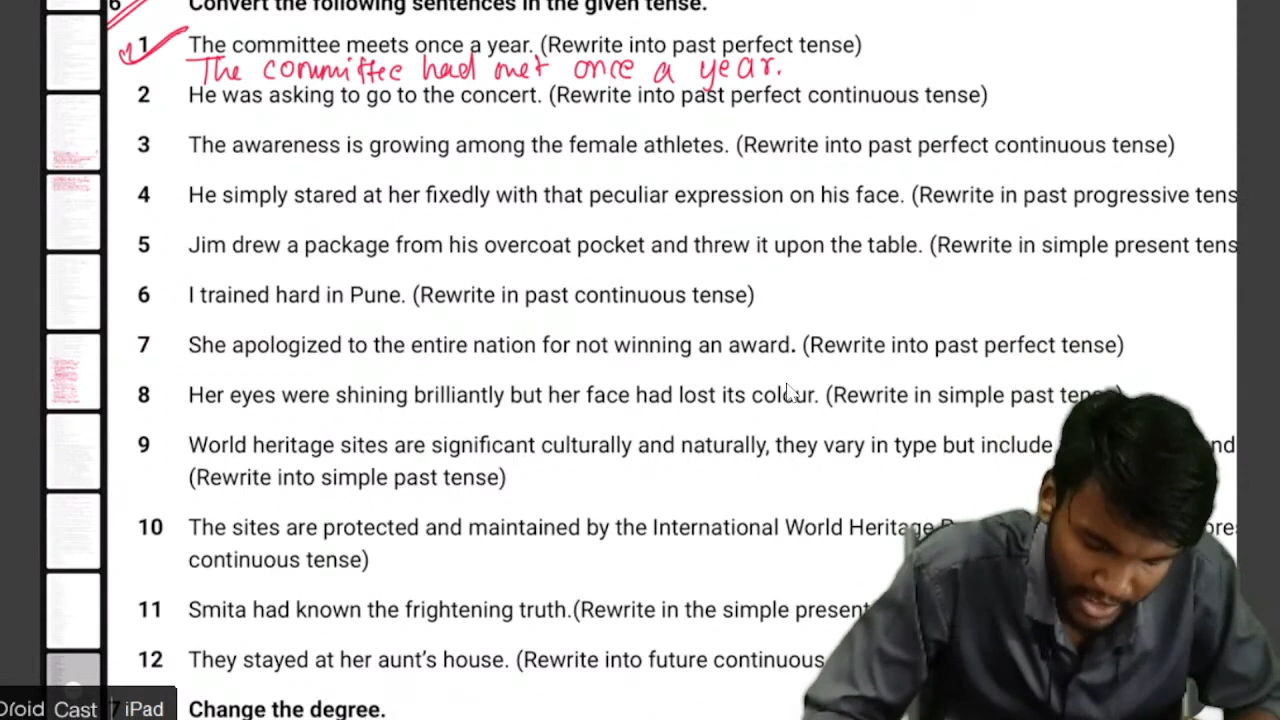 6 Convert the following sentences in the given tense.
1 The committee meets once a year. (Rewrite into past perfect tense)
The committee had met once a year.
2 He was asking to go to the concert. (Rewrite into past perfect continuous tense)
3 The awareness is growing among the female athletes. (Rewrite into past perfect continuous tense)
4 He simply stared at her fixedly with that peculiar expression on his face. (Rewrite in past progressive tens
5 Jim drew a package from his overcoat pocket and threw it upon the table. (Rewrite in simple present tens
6 I trained hard in Pune. (Rewrite in past continuous tense)
7 She apologized to the entire nation for not winning an award. (Rewrite into past perfect tense)
8 Her eyes were shining brilliantly but her face had lost its colour. (Rewrite in simple past tense)
9 World heritage sites are significant culturally and naturally, they vary in type but include
(Rewrite into simple past tense)
10 The sites are protected and maintained by the International World Heritage
continuous tense)
11 Smita had known the frightening truth.(Rewrite in the simple present
12 They stayed at her aunt's house. (Rewrite into future continuous
7 Change the degree.
Droid Cast iPad